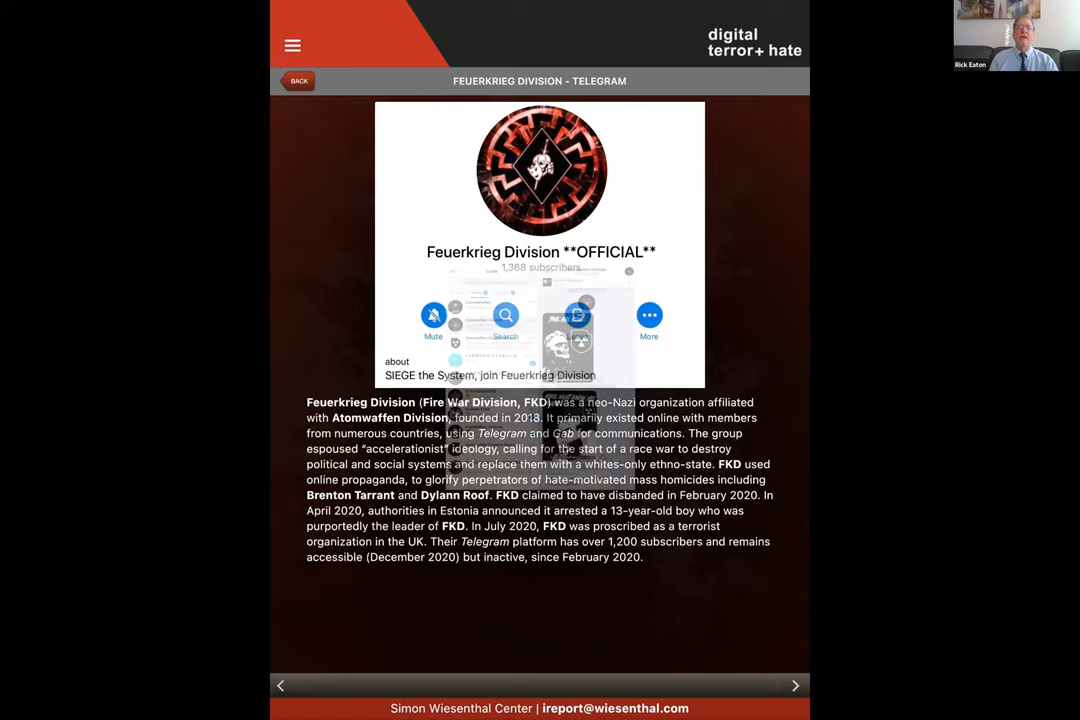 digital
terror+ hate
Rick Eaton
BACK
FEUERKRIEG DIVISION - TELEGRAM
Feuerkrieg Division **OFFICIAL**
1,368 subscribers
Mute
Search
Leave
More
about
SIEGE the System; join Feuerkrieg Division
Feuerkrieg Division (Fire War Division, FKD) was a neo-Nazi organization affiliated
with Atomwaffen Division, founded in 2018. It primarily existed online with members
from numerous countries, using Telegram and Gab for communications. The group
espoused “accelerationist” ideology, calling for the start of a race war to destroy
political and social systems and replace them with a whites-only ethno-state. FKD used
online propaganda, to glorify perpetrators of hate-motivated mass homicides including
Brenton Tarrant and Dylann Roof. FKD claimed to have disbanded in February 2020. In
April 2020, authorities in Estonia announced it arrested a 13-year-old boy who was
purportedly the leader of FKD. In July 2020, FKD was proscribed as a terrorist
organization in the UK. Their Telegram platform has over 1,200 subscribers and remains
accessible (December 2020) but inactive, since February 2020.
Simon Wiesenthal Center | ireport@wiesenthal.com